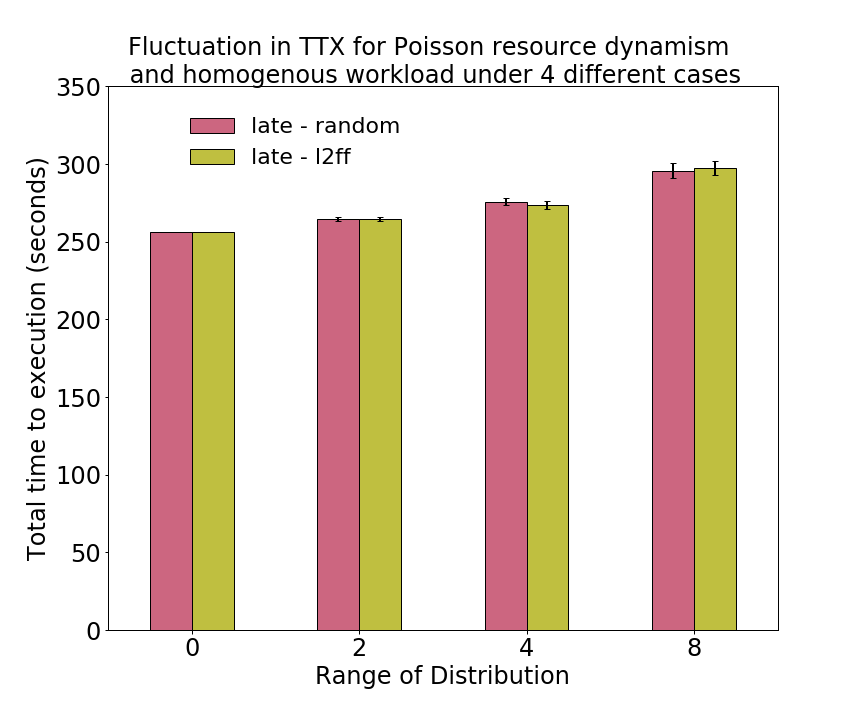 Fluctuation in TTX for Poisson resource dynamism
and homogenous workload under 4 different cases
350
300
250
200
150
100
50
0
Total time to execution (seconds)
late - random
late - l2ff
0 2 4 8
Range of Distribution